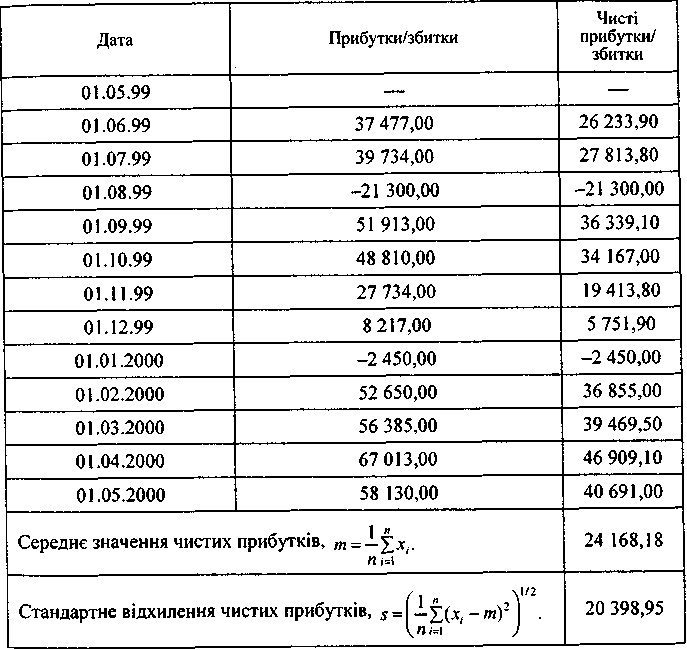 Дата Прибутки/збитки Чисті прибутки/ збитки
01.05.99 — —
01.06.99 37 477,00 26 233,90
01.07.99 39 734,00 27 813,80
01.08.99 –21 300,00 –21 300,00
01.09.99 51 913,00 36 339,10
01.10.99 48 810,00 34 167,00
01.11.99 27 734,00 19 413,80
01.12.99 8 217,00 5 751,90
01.01.2000 –2 450,00 –2 450,00
01.02.2000 52 650,00 36 855,00
01.03.2000 56 385,00 39 469,50
01.04.2000 67 013,00 46 909,10
01.05.2000 58 130,00 40 691,00
Середнє значення чистих прибутків, m = 1/n ∑_{i=1}^{n} x_i. 24 168,18
Стандартне відхилення чистих прибутків, s = (1/n ∑_{i=1}^{n} (x_i – m)^2)^{1/2}. 20 398,95